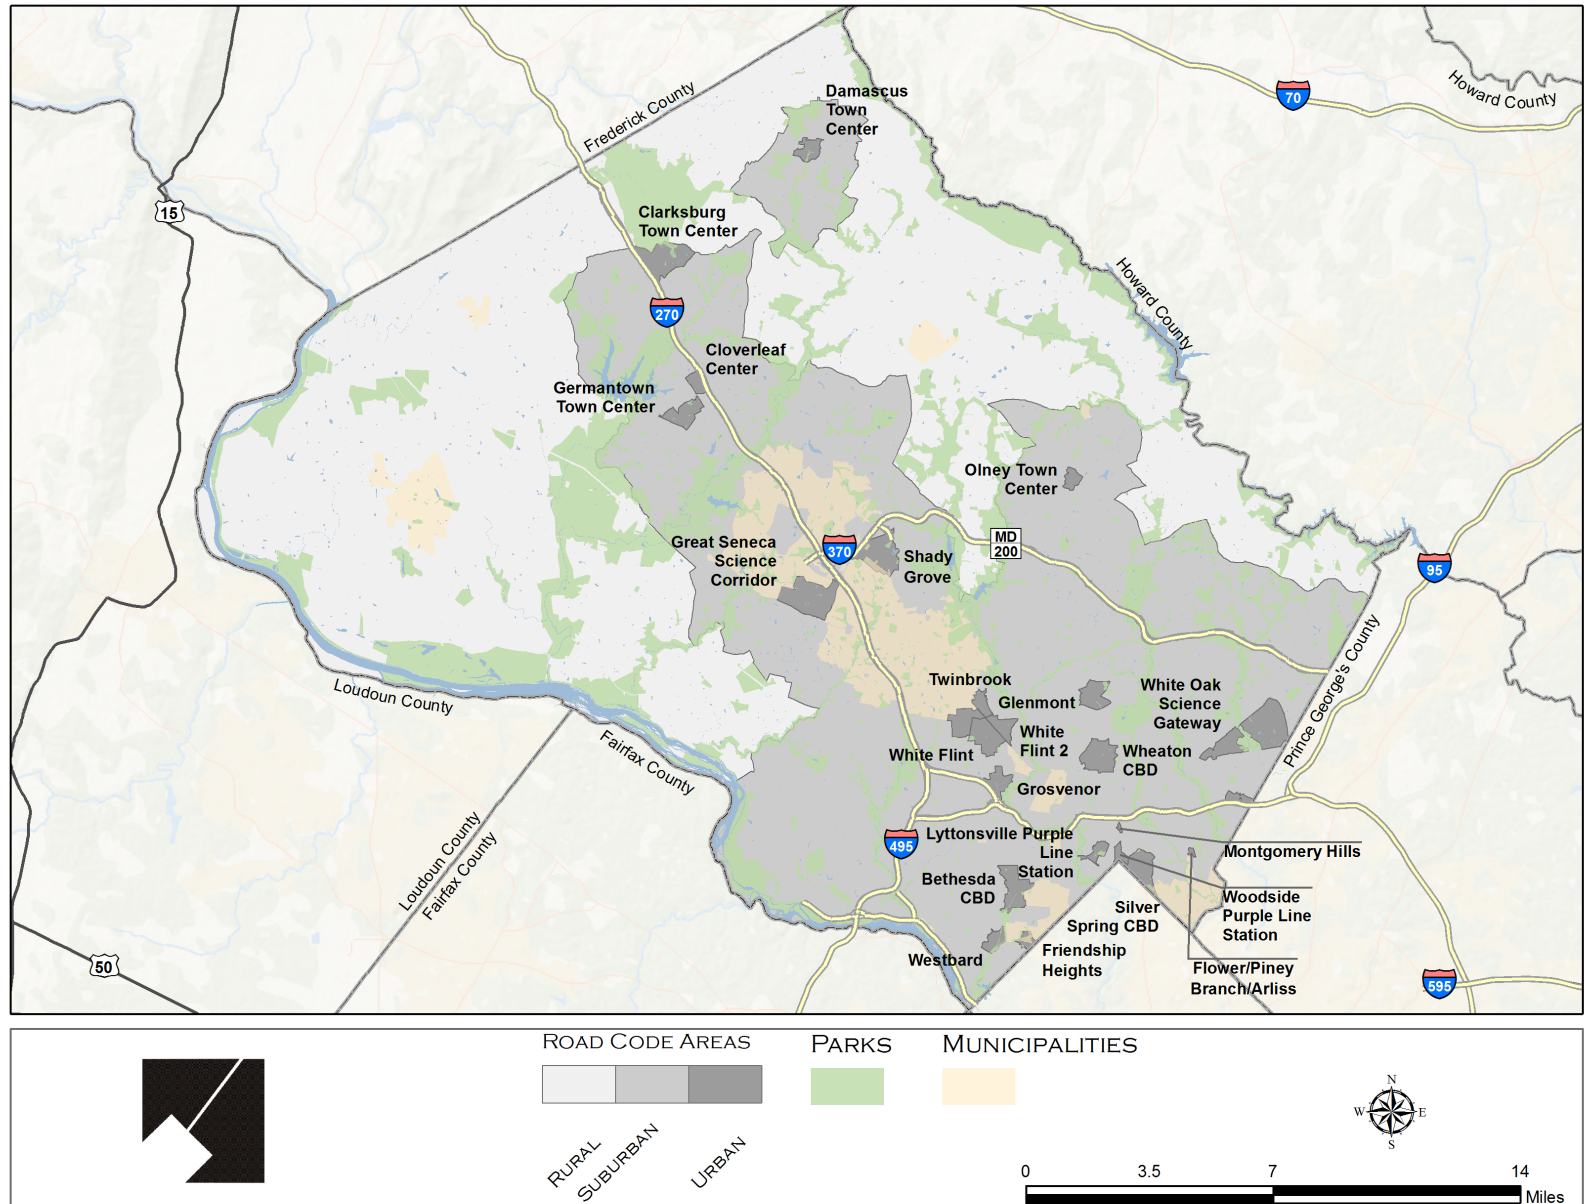 Damascus
Town
Center
70
Howard County
Frederick County
15
Clarksburg
Town Center
Howard County
270
Cloverleaf
Center
Germantown
Town Center
Olney Town
Center
Great Seneca
Science
Corridor
370
Shady
Grove
MD
200
95
Loudoun County
Fairfax County
Prince George's County
Twinbrook
Glenmont
White Oak
Science
Gateway
White
Flint 2
White Flint
Wheaton
CBD
Grosvenor
Loudoun County
Fairfax County
495
Lyttonsville Purple
Line
Station
Montgomery Hills
Bethesda
CBD
Woodside
Purple Line
Station
Silver
Spring CBD
Friendship
Heights
Westbard
Flower/Piney
Branch/Arliss
50
595
ROAD CODE AREAS
PARKS
MUNICIPALITIES
RURAL
SUBURBAN
URBAN
N
W E
S
0 3.5 7 14
Miles